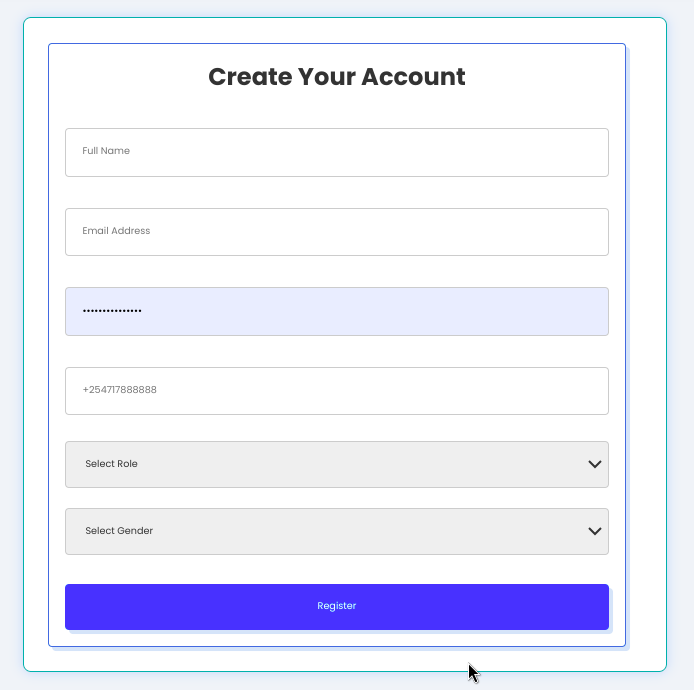 Create Your Account
Full Name
Email Address
•••••••••••••••
+254717888888
Select Role
Select Gender
Register